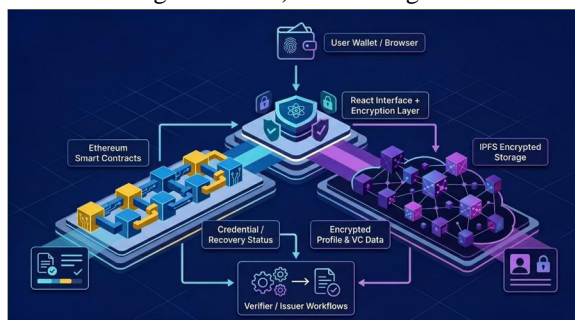 User Wallet / Browser
React Interface +
Encryption Layer
Ethereum
Smart Contracts
IPFS Encrypted
Storage
Credential /
Recovery Status
Encrypted
Profile & VC Data
Verifier / Issuer Workflows